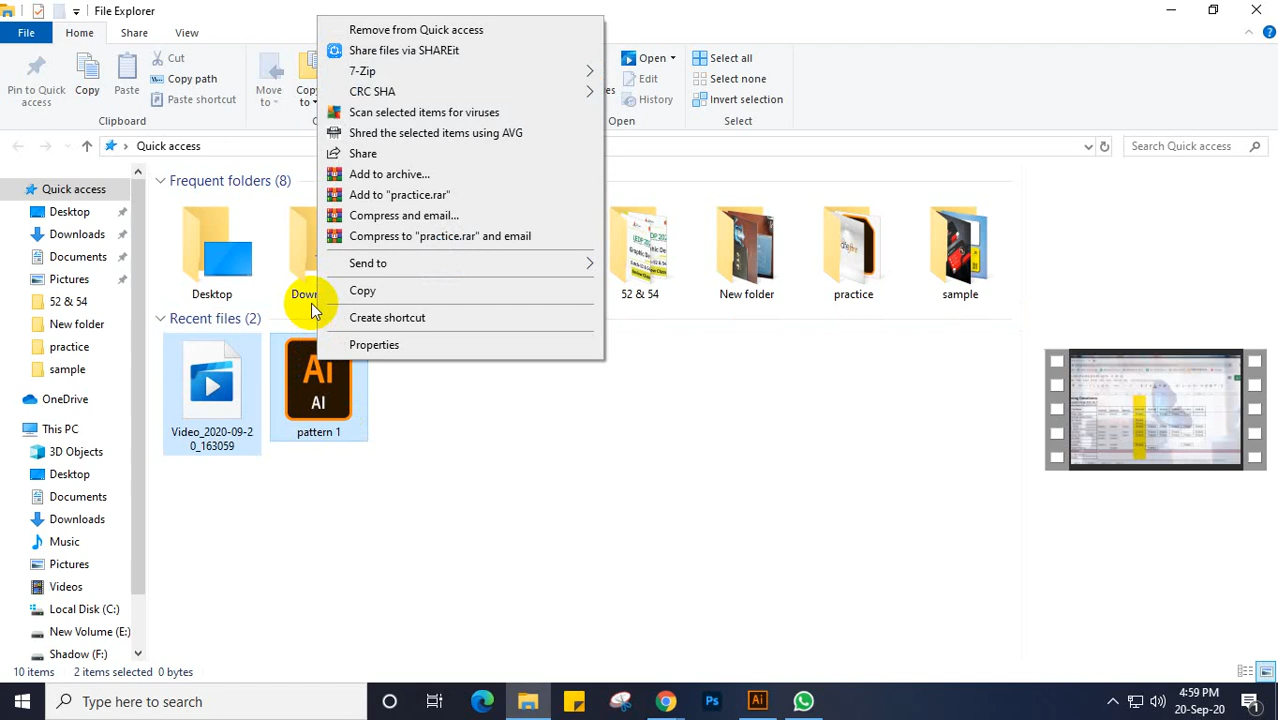 File Explorer
File Home Share View
Pin to Quick access
Copy
Paste
Cut
Copy path
Paste shortcut
Clipboard
Move to
Copy to
Open
Edit
History
Open
Select all
Select none
Invert selection
Select
Quick access
Search Quick access
Remove from Quick access
Share files via SHAREit
7-Zip
CRC SHA
Scan selected items for viruses
Shred the selected items using AVG
Share
Add to archive...
Add to "practice.rar"
Compress and email...
Compress to "practice.rar" and email
Send to
Copy
Create shortcut
Properties
Quick access
Desktop
Downloads
Documents
Pictures
52 & 54
New folder
practice
sample
OneDrive
This PC
3D Objects
Desktop
Documents
Downloads
Music
Pictures
Videos
Local Disk (C:)
New Volume (E:)
Shadow (F:)
Frequent folders (8)
Desktop
52 & 54
New folder
practice
sample
Recent files (2)
Video_2020-09-2
0_163059
Ai
AI
pattern 1
10 items 2 items selected 0 bytes
Type here to search
Ps
Ai
4:59 PM
20-Sep-20
1